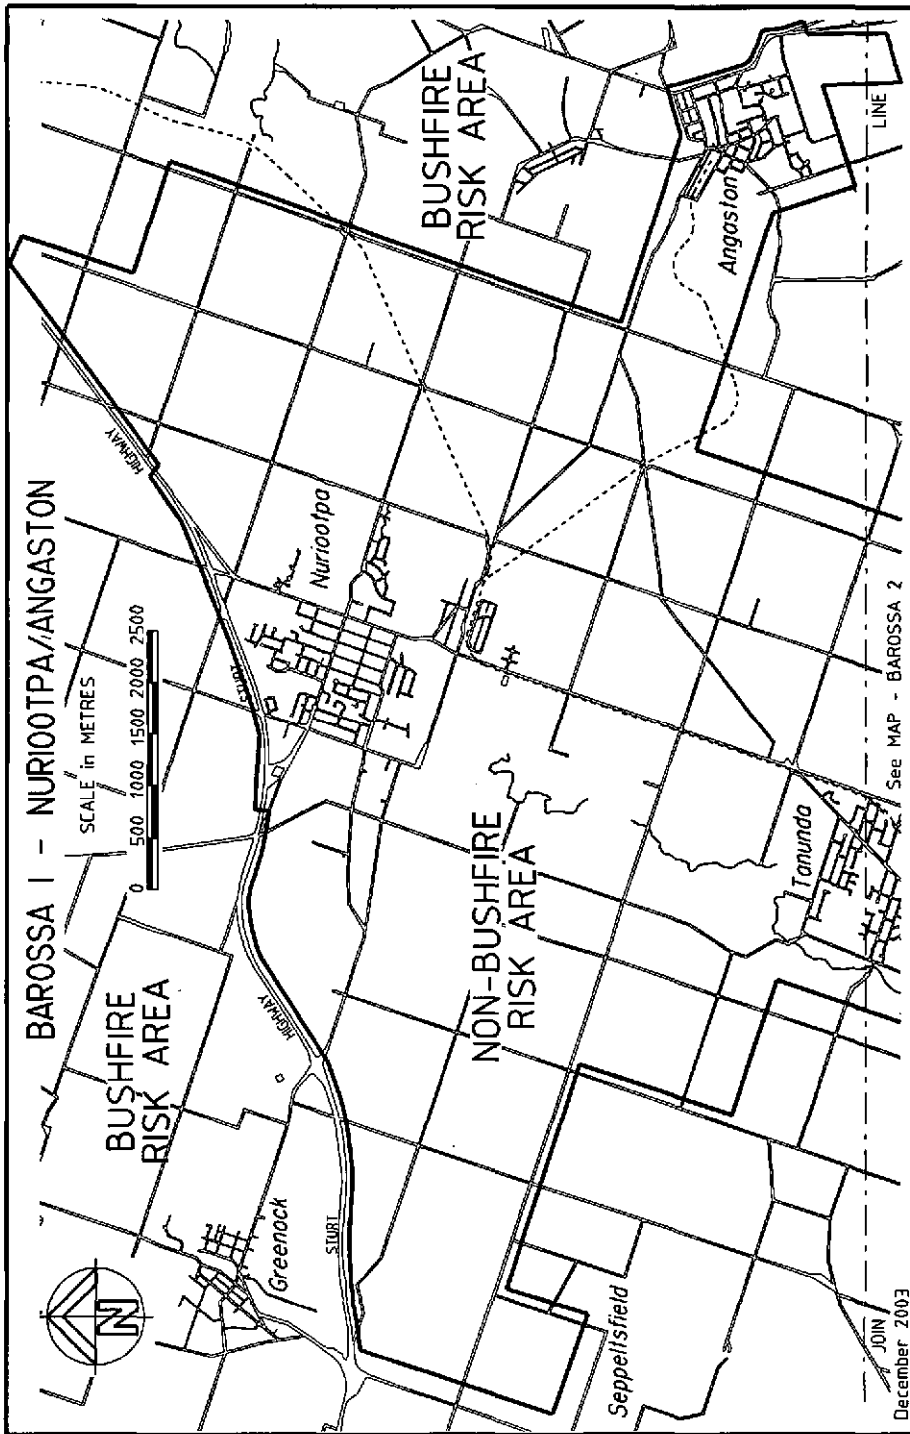 BAROSSA 1 - NURIOOTPA/ANGASTON
SCALE in METRES
0 500 1000 1500 2000 2500
N
BUSHFIRE
RISK AREA
Greenock
STURT
HIGHWAY
STURT
HIGHWAY
Nuriootpa
BUSHFIRE
RISK AREA
NON-BUSHFIRE
RISK AREA
Angaston
Tanunda
Seppeltsfield
JOIN
LINE
See MAP - BAROSSA 2
December 2003